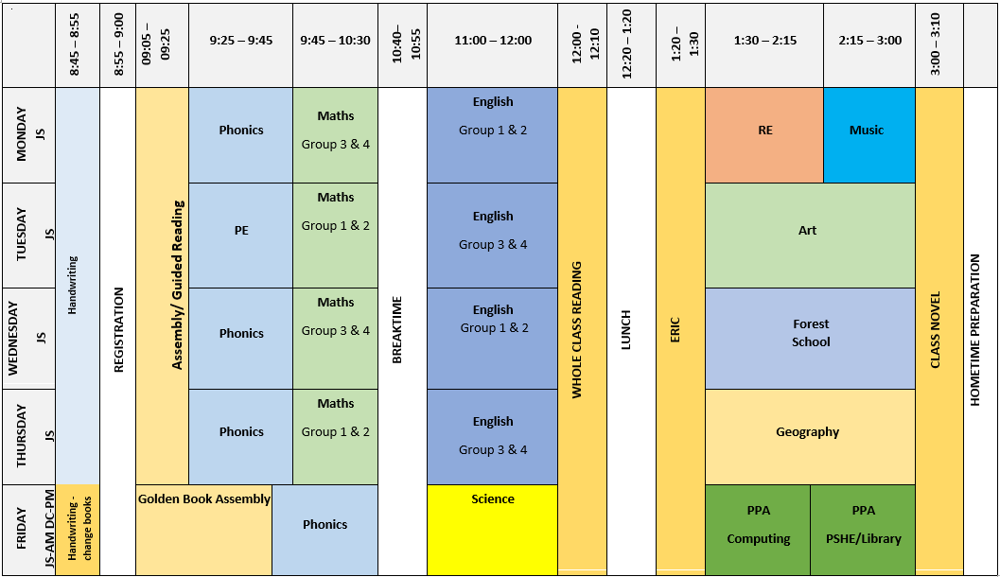 8:45 – 8:55
8:55 – 9:00
09:05 –
09:25
9:25 – 9:45
9:45 – 10:30
10:40–
10:55
11:00 – 12:00
12:00 -
12:10
12:20 – 1:20
1:20 –
1:30
1:30 – 2:15
2:15 – 3:00
3:00 – 3:10
MONDAY
JS
Handwriting
REGISTRATION
Assembly/ Guided Reading
Phonics
Maths
Group 3 & 4
BREAKTIME
English
Group 1 & 2
WHOLE CLASS READING
LUNCH
ERIC
RE
Music
CLASS NOVEL
HOMETIME PREPARATION
TUESDAY
JS
PE
Maths
Group 1 & 2
English
Group 3 & 4
Art
WEDNESDAY
JS
Phonics
Maths
Group 3 & 4
English
Group 1 & 2
Forest
School
THURSDAY
JS
Phonics
Maths
Group 1 & 2
English
Group 3 & 4
Geography
FRIDAY
JS-AM DC-PM
Handwriting -
change books
Golden Book Assembly
Phonics
Science
PPA
Computing
PPA
PSHE/Library